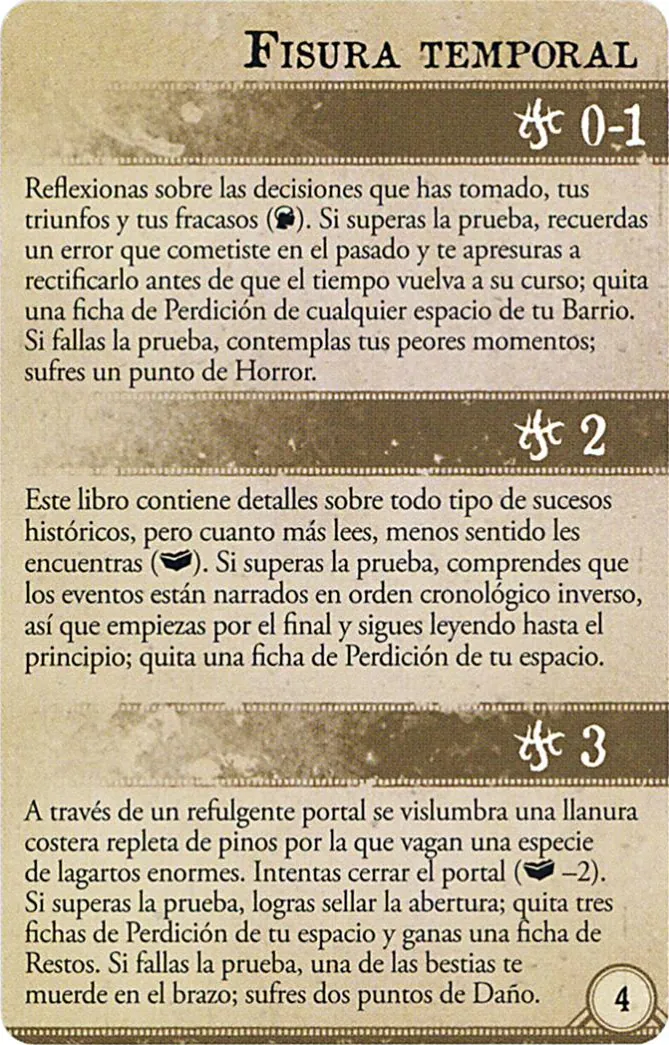 Fisura temporal
0-1
Reflexionas sobre las decisiones que has tomado, tus
triunfos y tus fracasos ( ). Si superas la prueba, recuerdas
un error que cometiste en el pasado y te apresuras a
rectificarlo antes de que el tiempo vuelva a su curso; quita
una ficha de Perdición de cualquier espacio de tu Barrio.
Si fallas la prueba, contemplas tus peores momentos;
sufres un punto de Horror.
2
Este libro contiene detalles sobre todo tipo de sucesos
históricos, pero cuanto más lees, menos sentido les
encuentras ( ). Si superas la prueba, comprendes que
los eventos están narrados en orden cronológico inverso,
así que empiezas por el final y sigues leyendo hasta el
principio; quita una ficha de Perdición de tu espacio.
3
A través de un refulgente portal se vislumbra una llanura
costera repleta de pinos por la que vagan una especie
de lagartos enormes. Intentas cerrar el portal ( –2).
Si superas la prueba, logras sellar la abertura; quita tres
fichas de Perdición de tu espacio y ganas una ficha de
Restos. Si fallas la prueba, una de las bestias te
muerde en el brazo; sufres dos puntos de Daño.
4